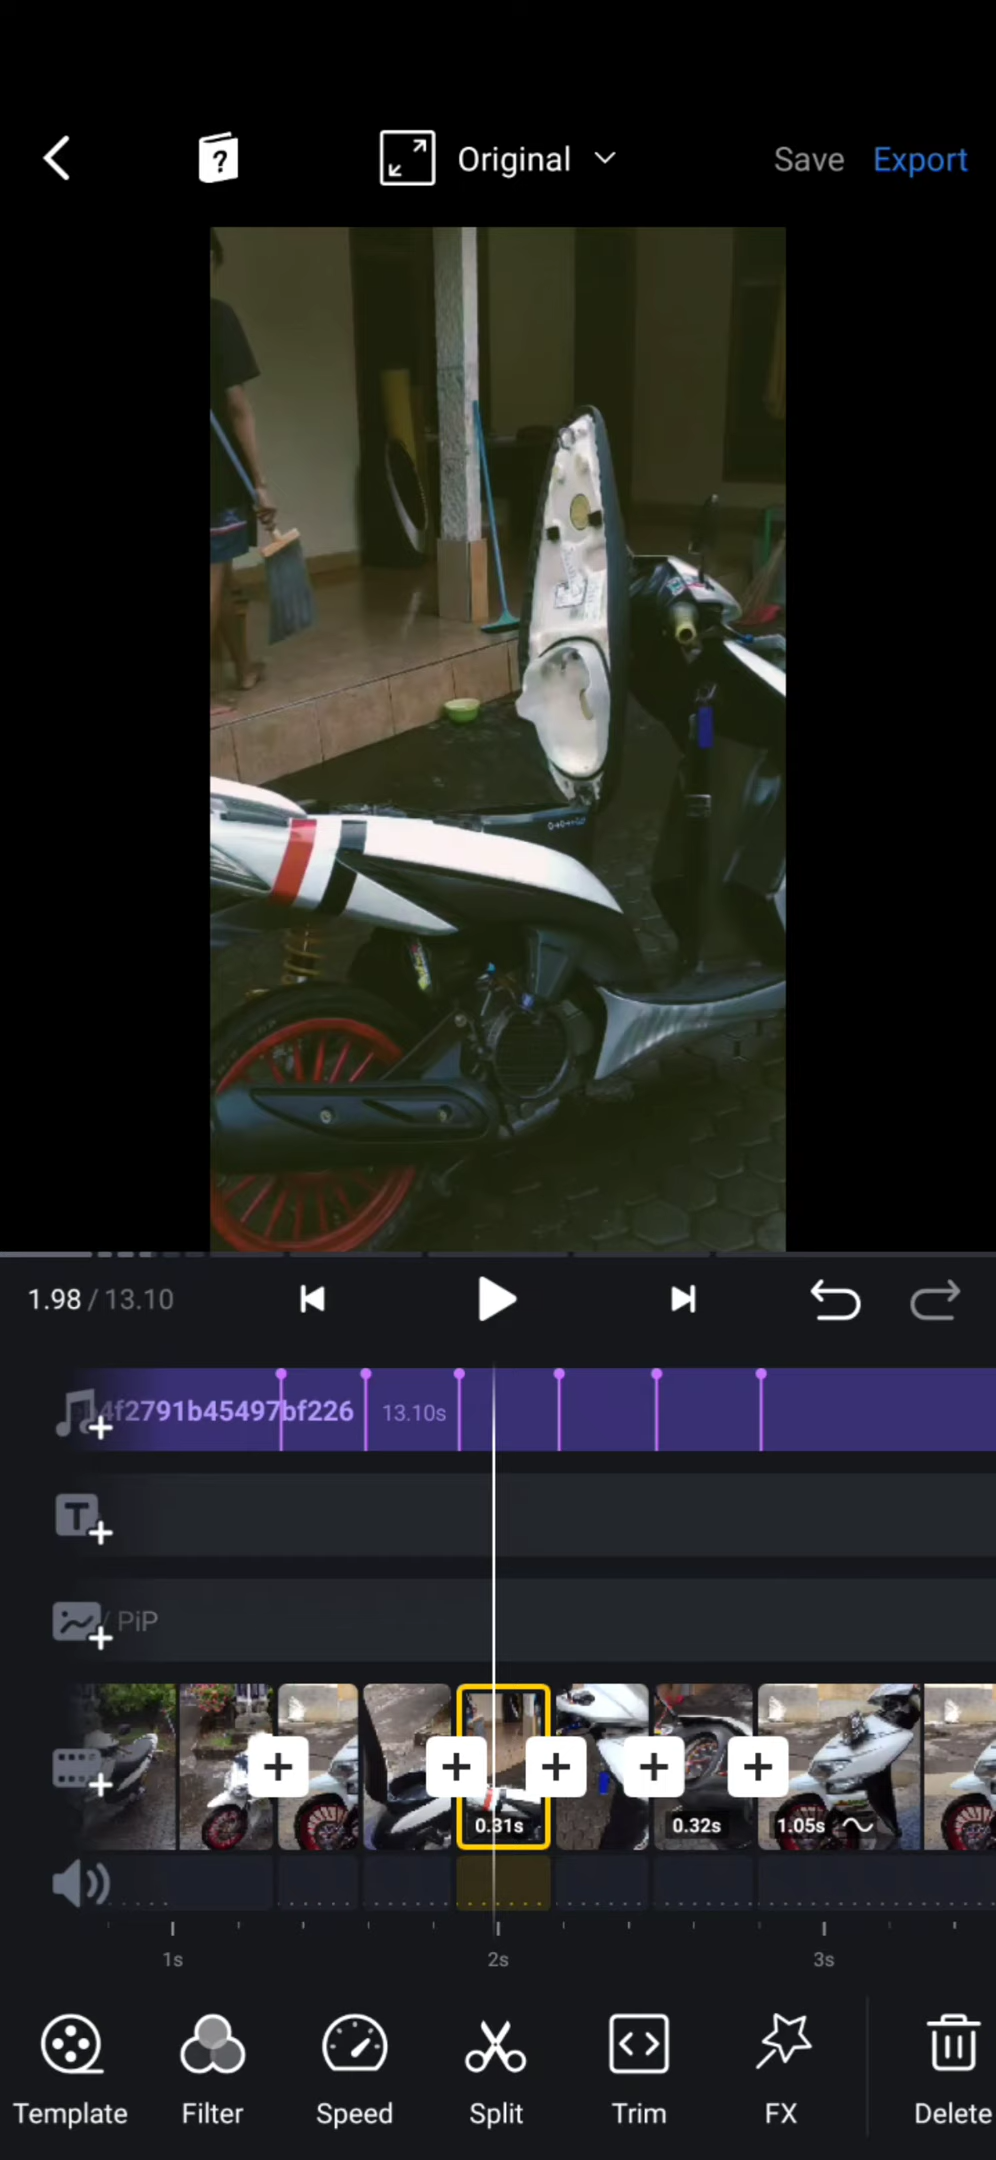 ?
Original
Save
Export
1.98 / 13.10
4f2791b45497bf226
13.10s
T
/ PiP
0.31s
0.32s
1.05s
1s
2s
3s
Template
Filter
Speed
Split
Trim
FX
Delete